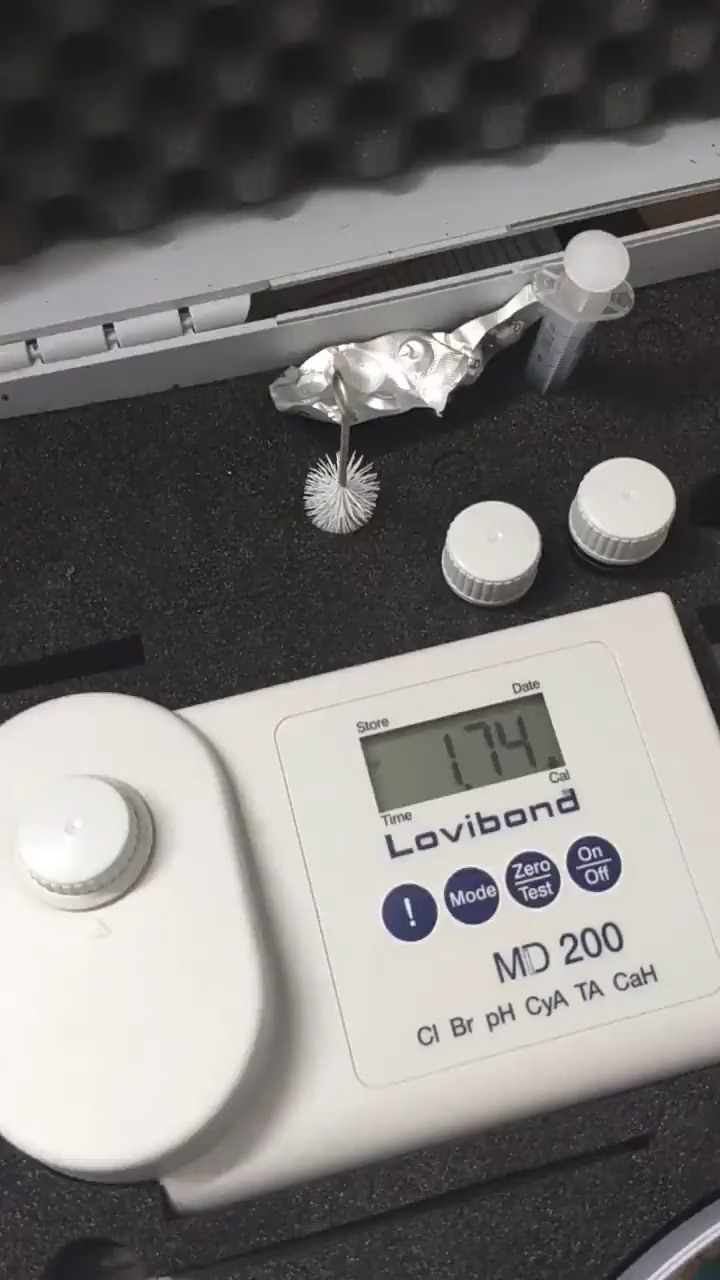 Date
Store
1.74
Cal
Time
Lovibond®
!
Mode
Zero
Test
On
Off
MD 200
Cl Br pH CyA TA CaH